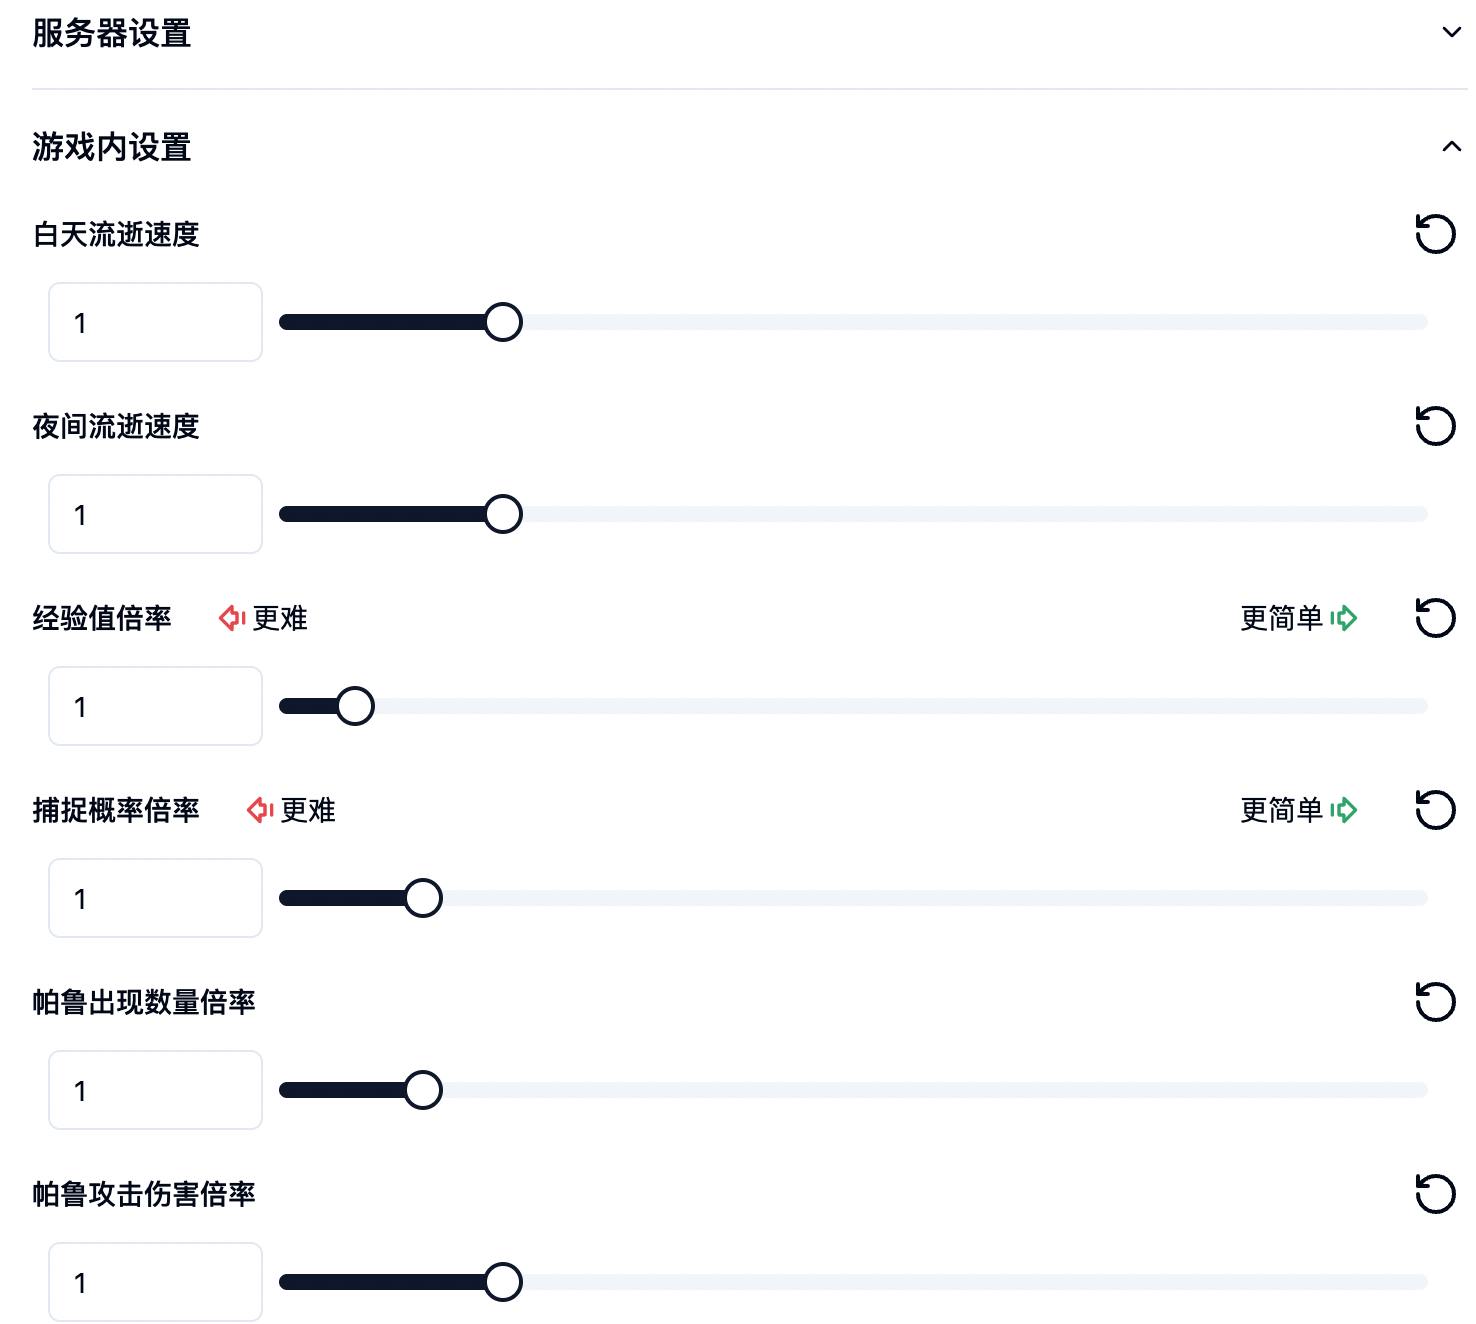 服务器设置
游戏内设置
白天流逝速度
1
夜间流逝速度
1
经验值倍率 更难 更简单
1
捕捉概率倍率 更难 更简单
1
帕鲁出现数量倍率
1
帕鲁攻击伤害倍率
1